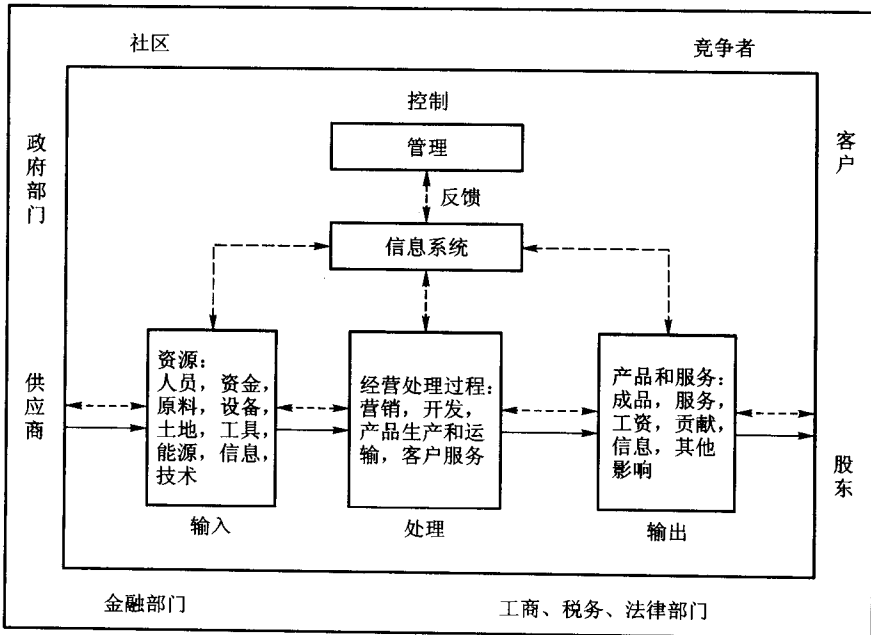 社区
竞争者
控制
管理
政府部门
客户
反馈
信息系统
供应商
资源：
人员，资金，
原料，设备，
土地，工具，
能源，信息，
技术
经营处理过程：
营销，开发，
产品生产和运
输，客户服务
产品和服务：
成品，服务，
工资，贡献，
信息，其他
影响
股东
输入
处理
输出
金融部门
工商、税务、法律部门